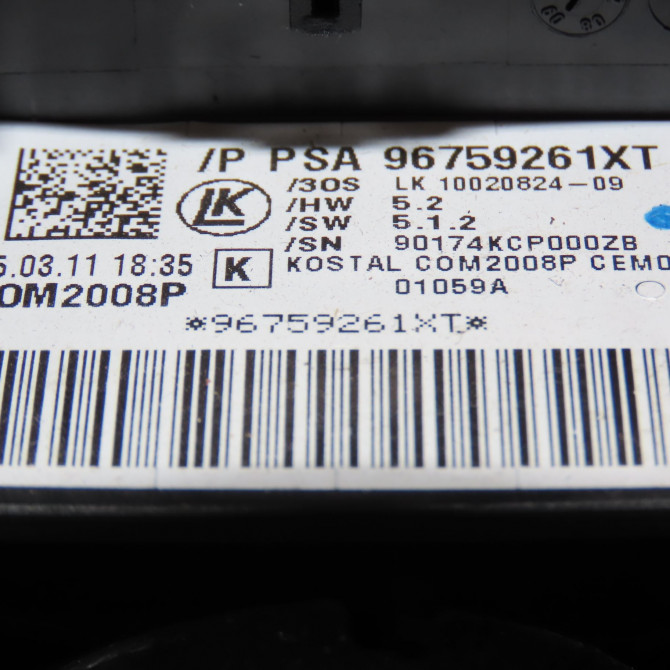 /P PSA 96759261XT
/3OS LK 10020824-09
/HW 5.2
/SW 5.1.2
/SN 90174KCP000ZB
5.03.11 18:35 K KOSTAL COM2008P CEM0
OM2008P 01059A
*96759261XT*
LK